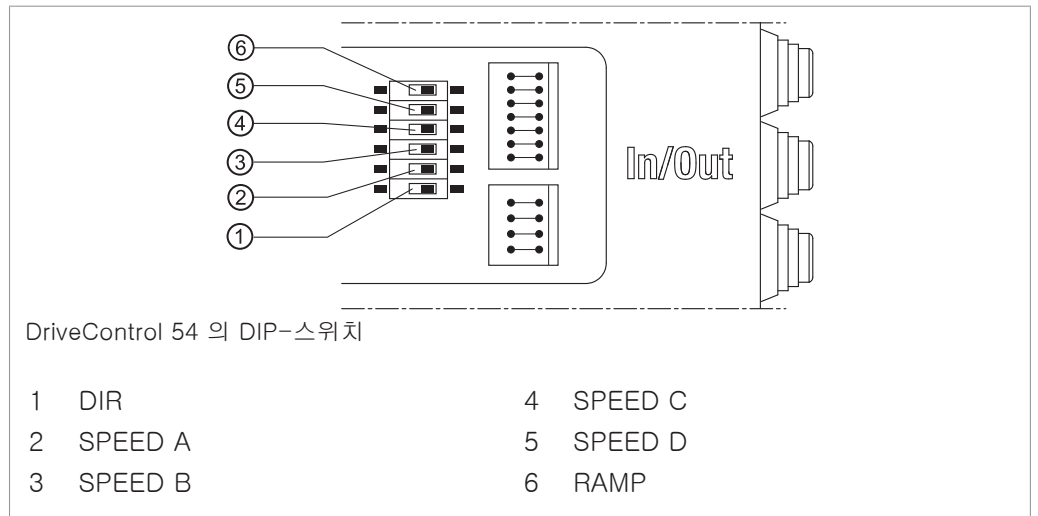 ⑥
⑤
④
③
②
①
In/Out
DriveControl 54 의 DIP-스위치
1 DIR
2 SPEED A
3 SPEED B
4 SPEED C
5 SPEED D
6 RAMP